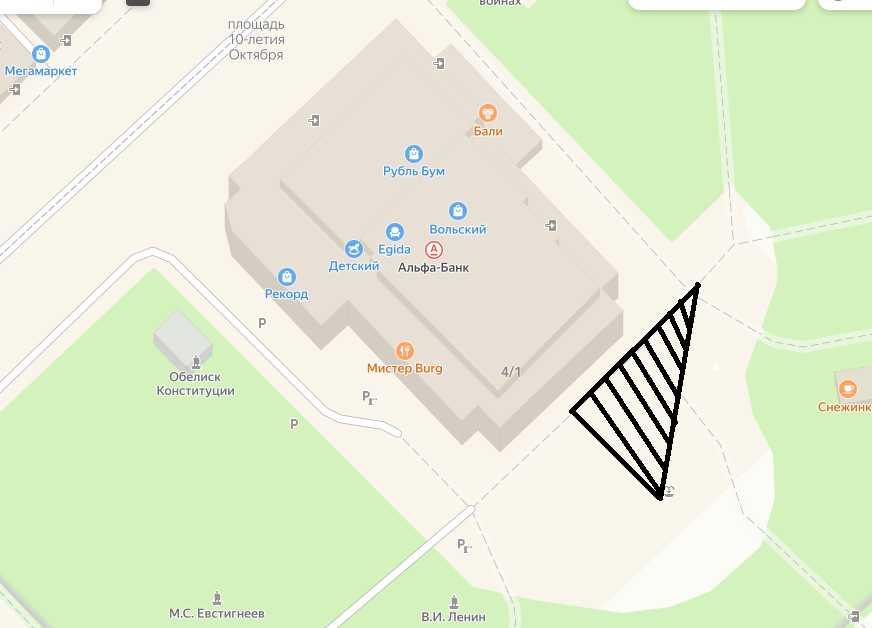 войнах
площадь
10-летия
Октября
Мегамаркет
Бали
Рубль Бум
Вольский
Egida
Детский
Альфа-Банк
Рекорд
P
Мистер Burg
4/1
Обелиск
Конституции
P
P
Снежинк
P
М.С. Евстигнеев
В.И. Ленин